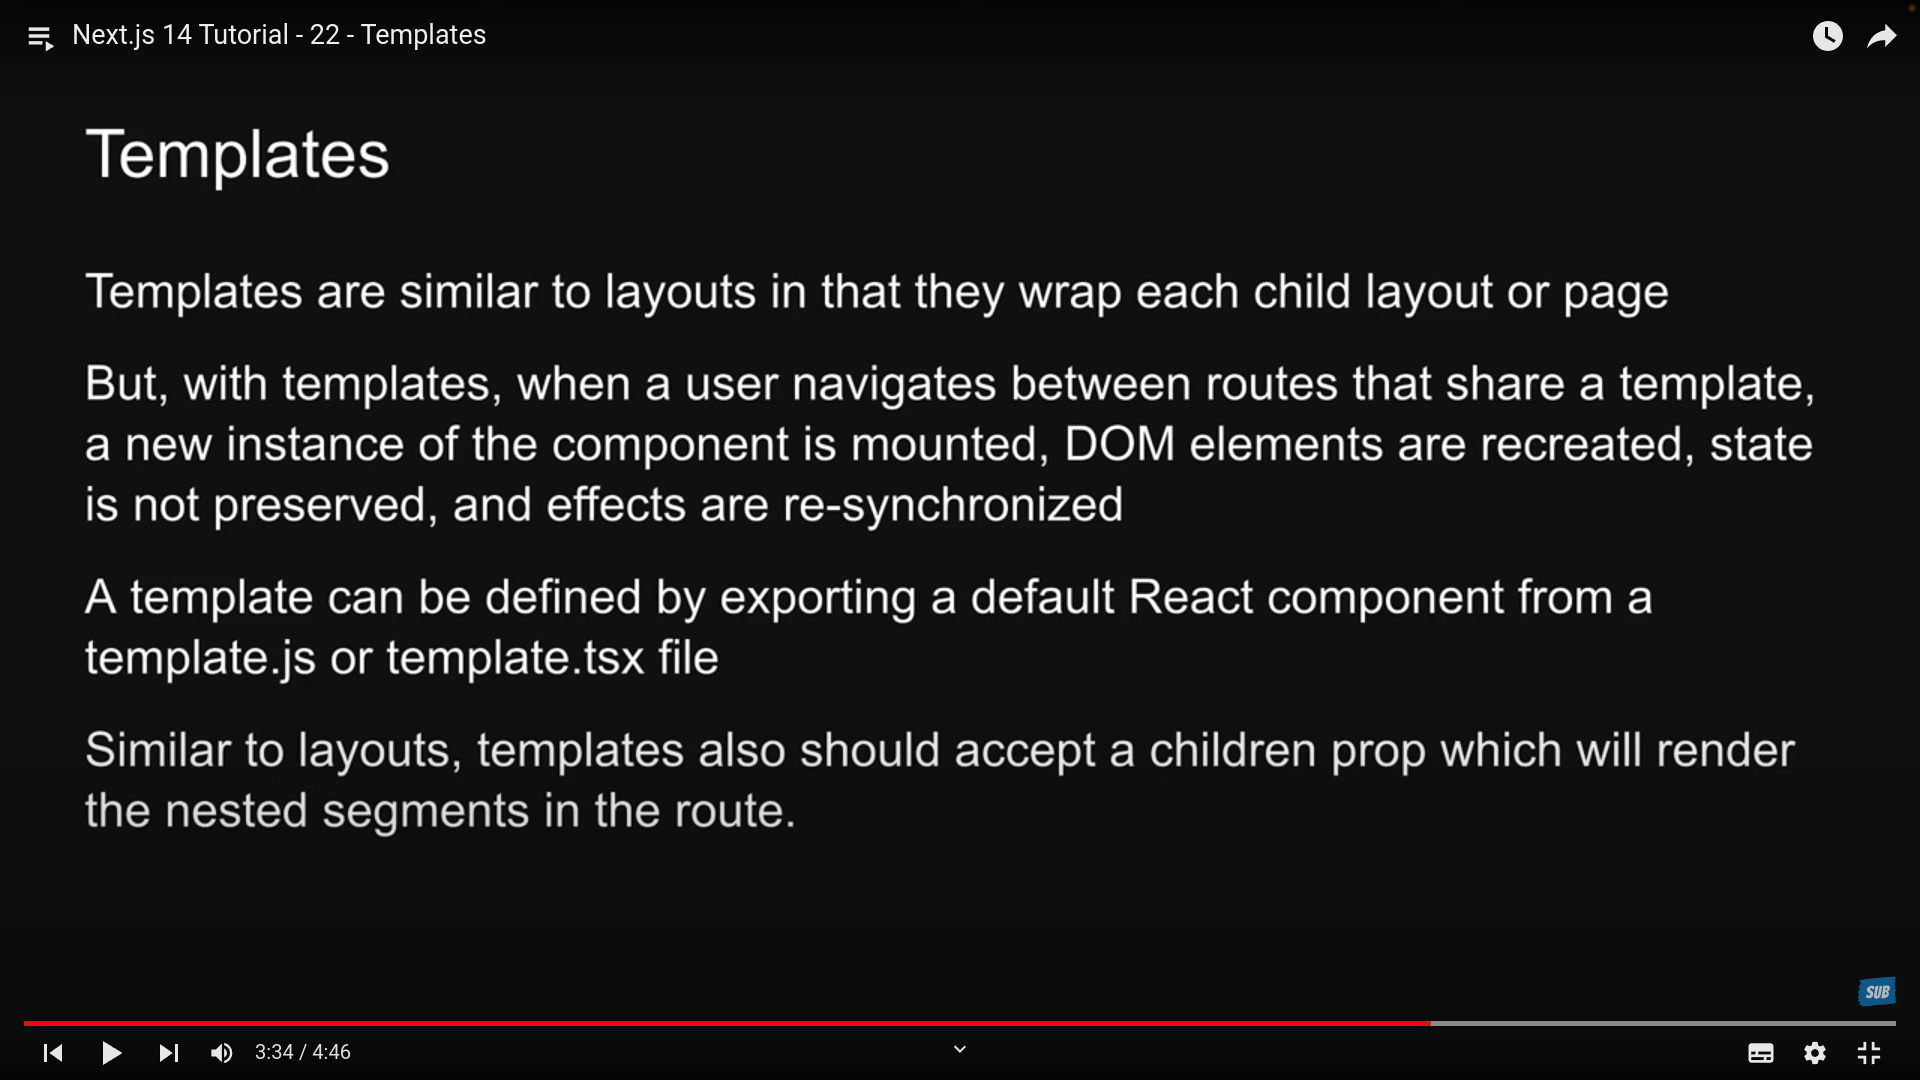 Next.js 14 Tutorial - 22 - Templates
Templates
Templates are similar to layouts in that they wrap each child layout or page
But, with templates, when a user navigates between routes that share a template,
a new instance of the component is mounted, DOM elements are recreated, state
is not preserved, and effects are re-synchronized
A template can be defined by exporting a default React component from a
template.js or template.tsx file
Similar to layouts, templates also should accept a children prop which will render
the nested segments in the route.
SUB
3:34 / 4:46